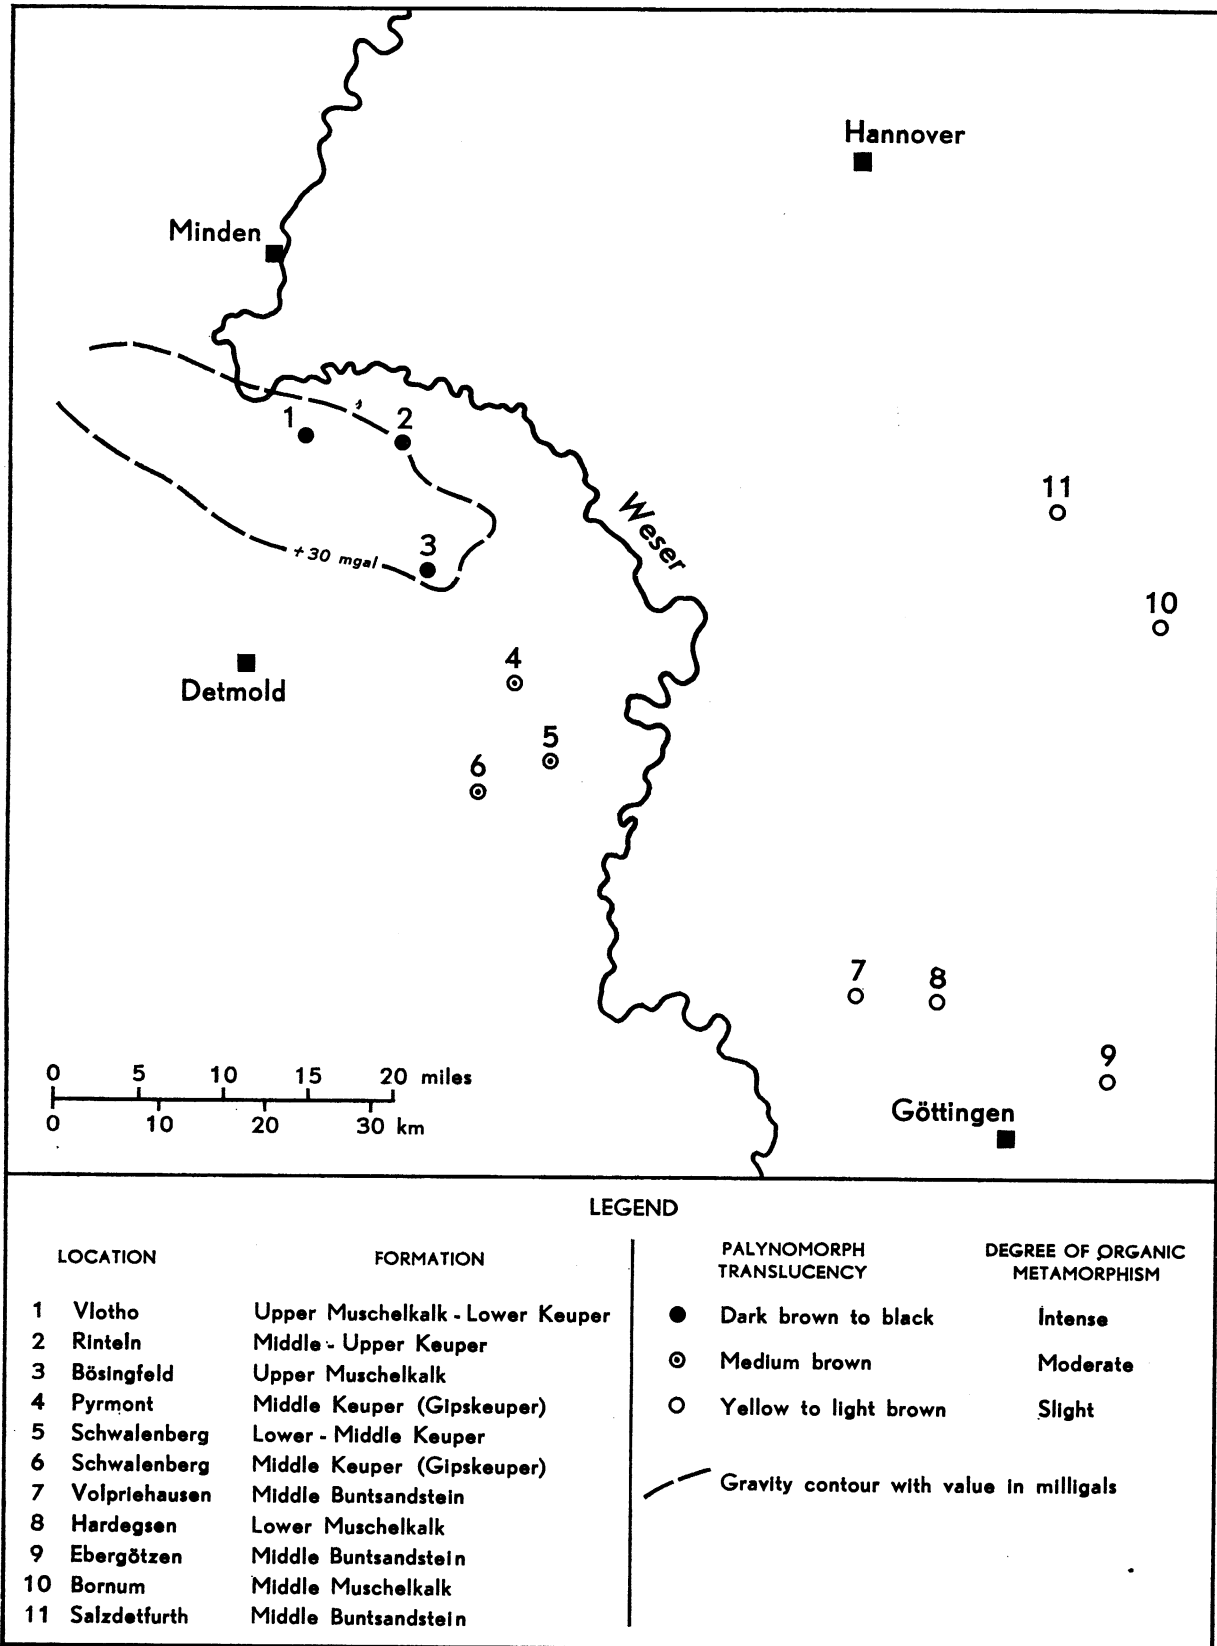 Hannover
Minden
1
2
Weser
11
+30 mgal
3
10
4
Detmold
5
6
7
8
9
0 5 10 15 20 miles
0 10 20 30 km
Göttingen
LEGEND
LOCATION FORMATION
1 Vlotho Upper Muschelkalk - Lower Keuper
2 Rinteln Middle - Upper Keuper
3 Bösingfeld Upper Muschelkalk
4 Pyrmont Middle Keuper (Gipskeuper)
5 Schwalenberg Lower - Middle Keuper
6 Schwalenberg Middle Keuper (Gipskeuper)
7 Volpriehausen Middle Buntsandstein
8 Hardegsen Lower Muschelkalk
9 Ebergötzen Middle Buntsandstein
10 Bornum Middle Muschelkalk
11 Salzdetfurth Middle Buntsandstein
PALYNOMORPH
TRANSLUCENCY
DEGREE OF ORGANIC
METAMORPHISM
Dark brown to black Intense
Medium brown Moderate
Yellow to light brown Slight
Gravity contour with value in milligals